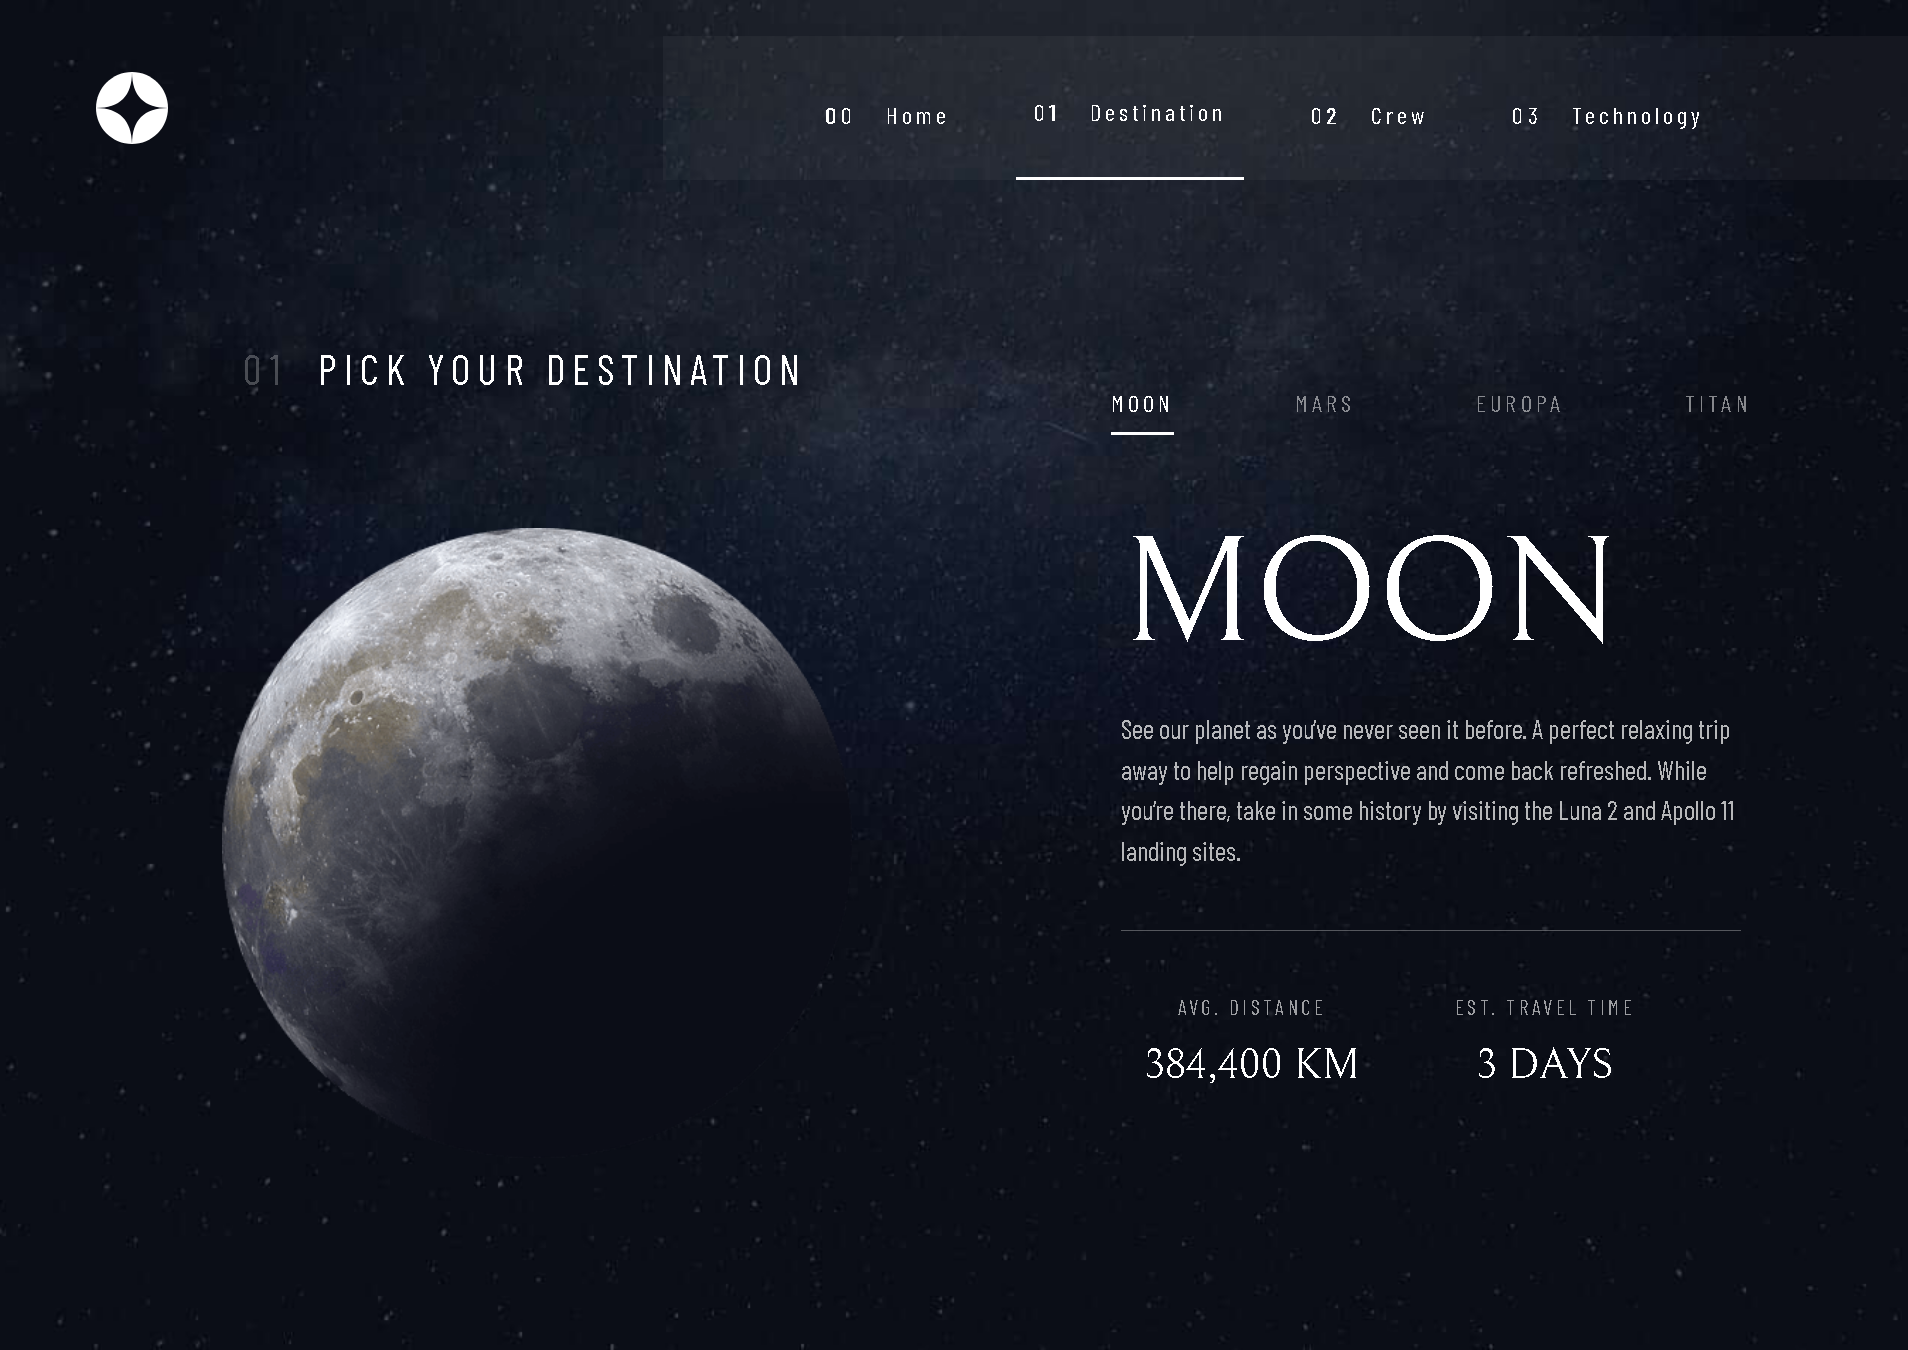 00 Home 01 Destination 02 Crew 03 Technology
01 PICK YOUR DESTINATION
MOON MARS EUROPA TITAN
MOON
See our planet as you've never seen it before. A perfect relaxing trip
away to help regain perspective and come back refreshed. While
you're there, take in some history by visiting the Luna 2 and Apollo 11
landing sites.
AVG. DISTANCE EST. TRAVEL TIME
384,400 KM 3 DAYS